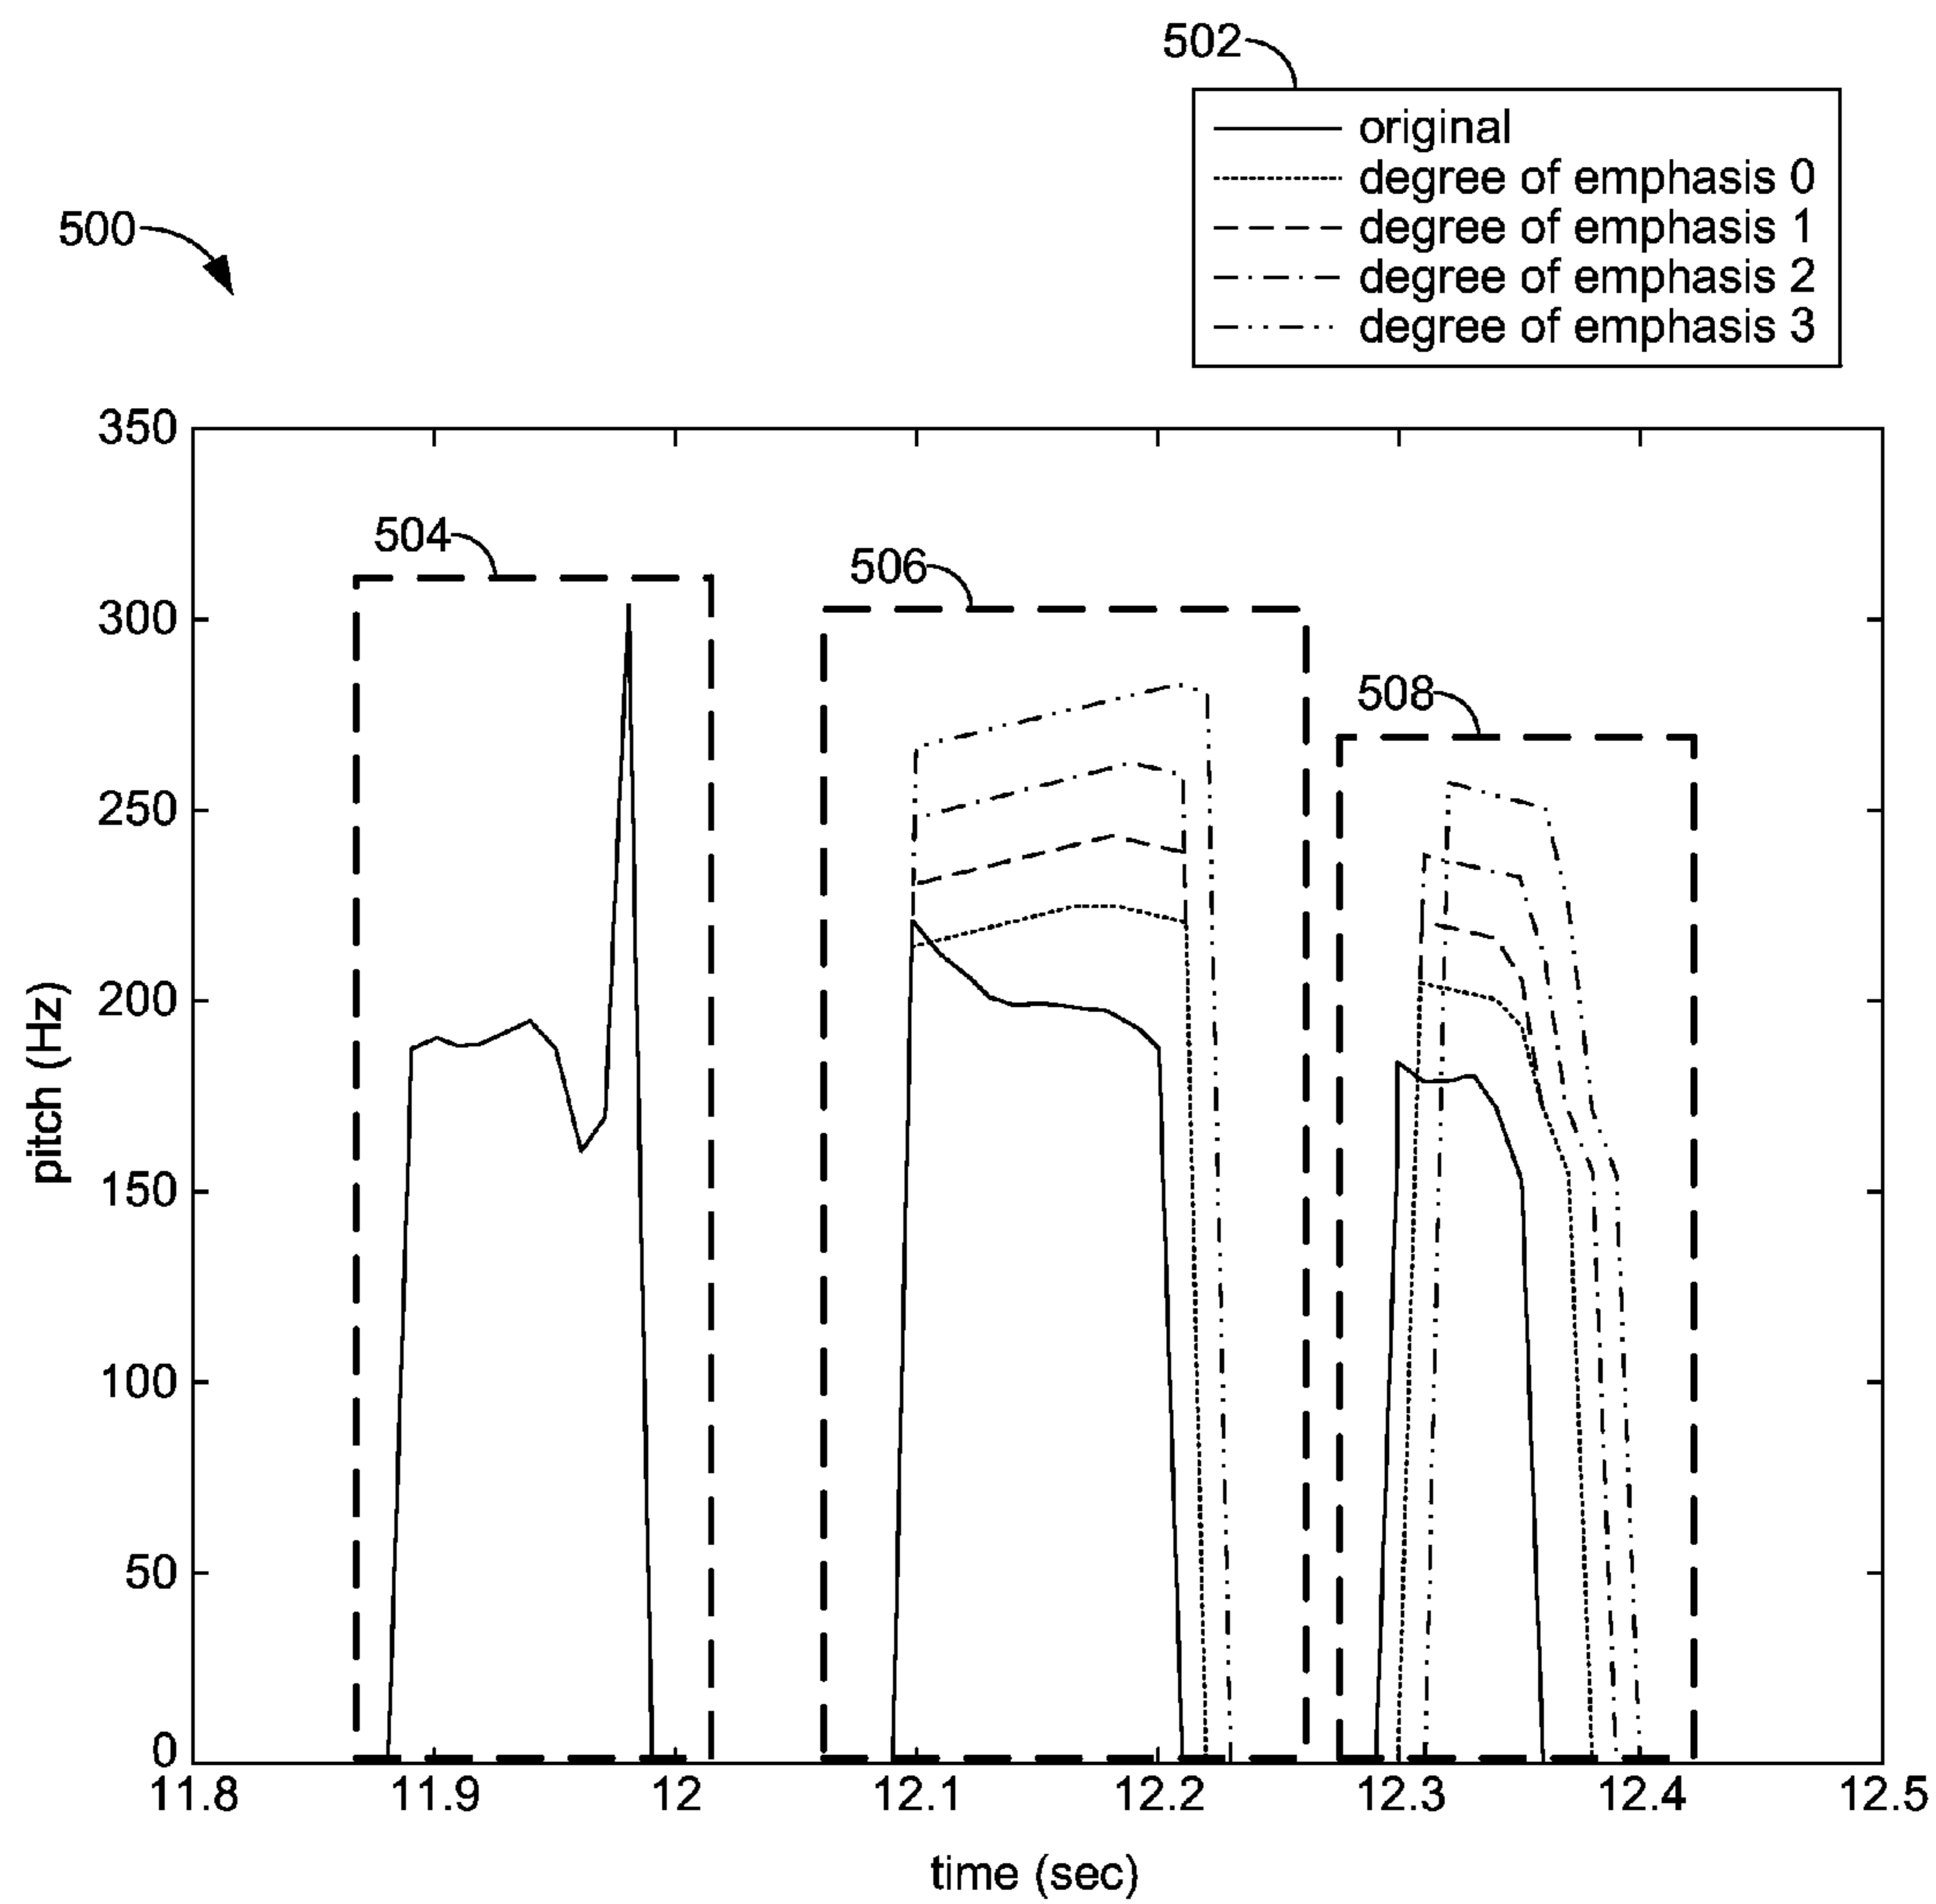 502
original
degree of emphasis 0
degree of emphasis 1
degree of emphasis 2
degree of emphasis 3
500
350
300
250
200
150
100
50
0
pitch (Hz)
504
506
508
11.8 11.9 12 12.1 12.2 12.3 12.4 12.5
time (sec)